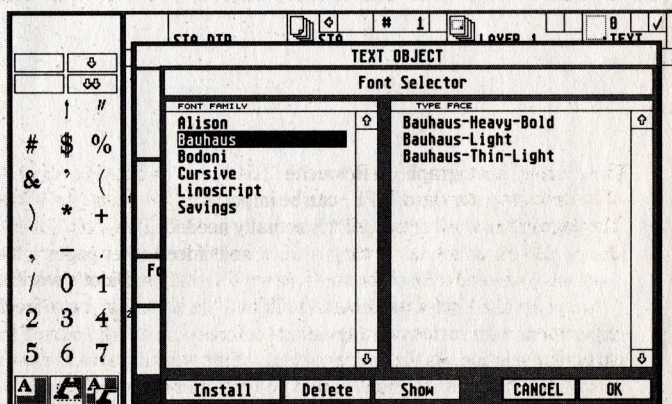 # 1
0
STA.DTP
STA
LAYER 1
TEXT
TEXT OBJECT
Font Selector
FONT FAMILY
TYPE FACE
Alison
Bauhaus
Bodoni
Cursive
Linoscript
Savings
Bauhaus-Heavy-Bold
Bauhaus-Light
Bauhaus-Thin-Light
! "
# $ %
& ' (
) * +
, - .
/ 0 1
2 3 4
5 6 7
Fo
Install
Delete
Show
CANCEL
OK
A A A